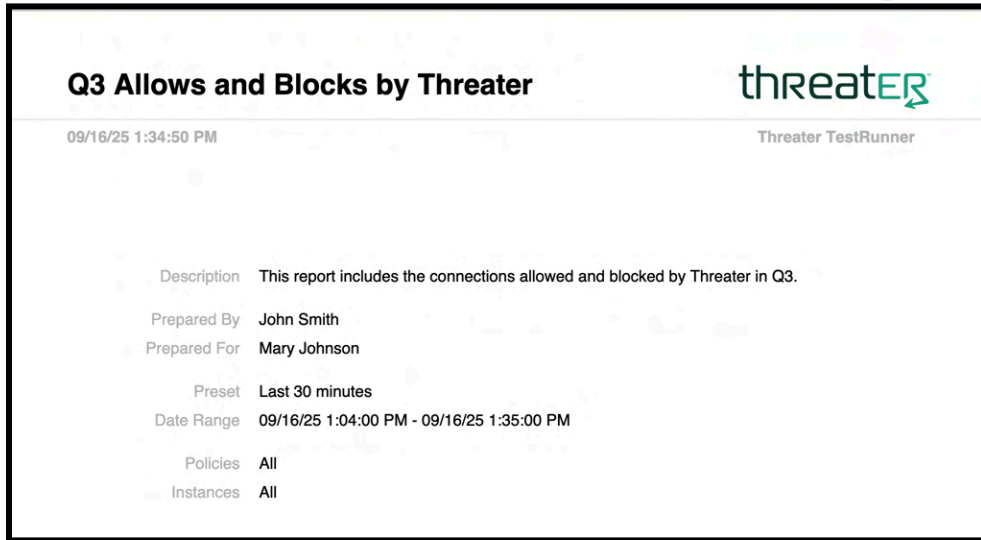 Q3 Allows and Blocks by Threater
threatER
09/16/25 1:34:50 PM
Threater TestRunner
Description This report includes the connections allowed and blocked by Threater in Q3.
Prepared By John Smith
Prepared For Mary Johnson
Preset Last 30 minutes
Date Range 09/16/25 1:04:00 PM - 09/16/25 1:35:00 PM
Policies All
Instances All